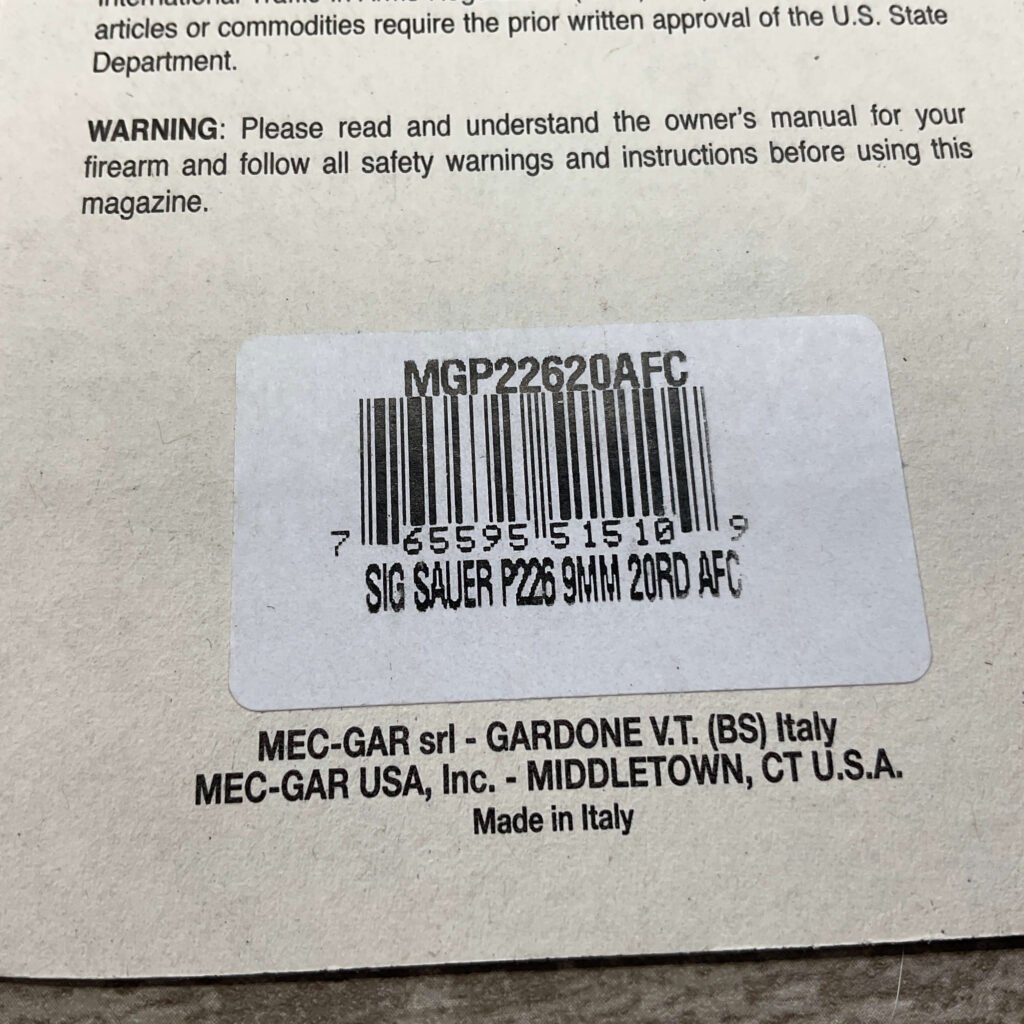 articles or commodities require the prior written approval of the U.S. State
Department.
WARNING: Please read and understand the owner's manual for your
firearm and follow all safety warnings and instructions before using this
magazine.
MGP22620AFC
7 65595 51510 9
SIG SAUER P226 9MM 20RD AFC
MEC-GAR srl - GARDONE V.T. (BS) Italy
MEC-GAR USA, Inc. - MIDDLETOWN, CT U.S.A.
Made in Italy